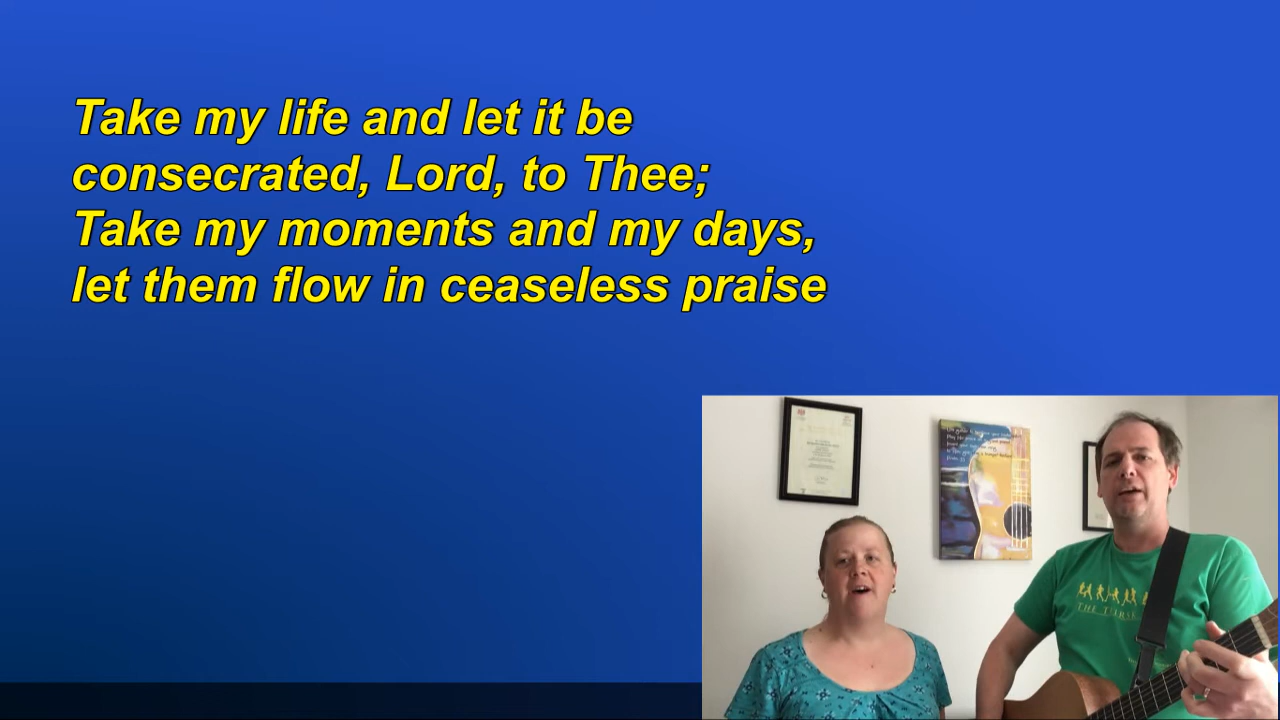 Take my life and let it be
consecrated, Lord, to Thee;
Take my moments and my days,
let them flow in ceaseless praise
THE